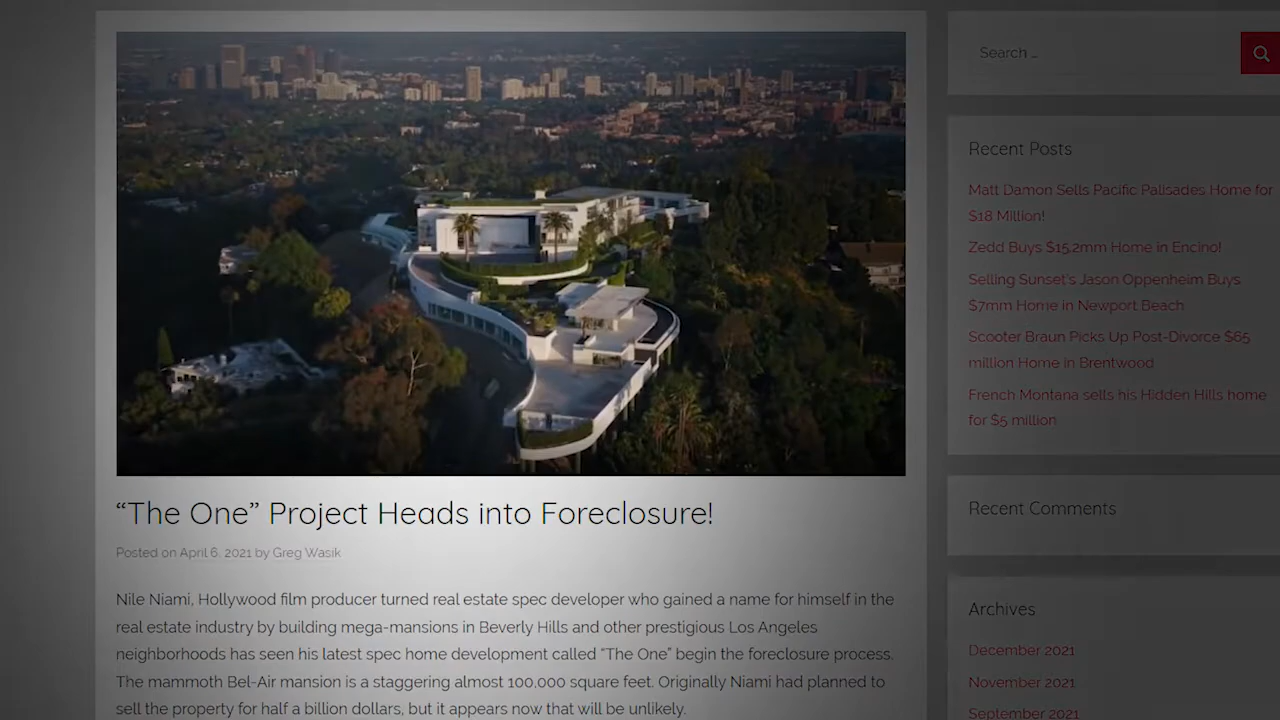 “The One” Project Heads into Foreclosure!
Posted on April 6, 2021 by Greg Wasik
Nile Niami, Hollywood film producer turned real estate spec developer who gained a name for himself in the
real estate industry by building mega-mansions in Beverly Hills and other prestigious Los Angeles
neighborhoods has seen his latest spec home development called “The One” begin the foreclosure process.
The mammoth Bel-Air mansion is a staggering almost 100,000 square feet. Originally Niami had planned to
sell the property for half a billion dollars, but it appears now that will be unlikely.
Search …
Recent Posts
Matt Damon Sells Pacific Palisades Home for
$18 Million!
Zedd Buys $15.2mm Home in Encino!
Selling Sunset’s Jason Oppenheim Buys
$7mm Home in Newport Beach
Scooter Braun Picks Up Post-Divorce $65
million Home in Brentwood
French Montana sells his Hidden Hills home
for $5 million
Recent Comments
Archives
December 2021
November 2021
September 2021